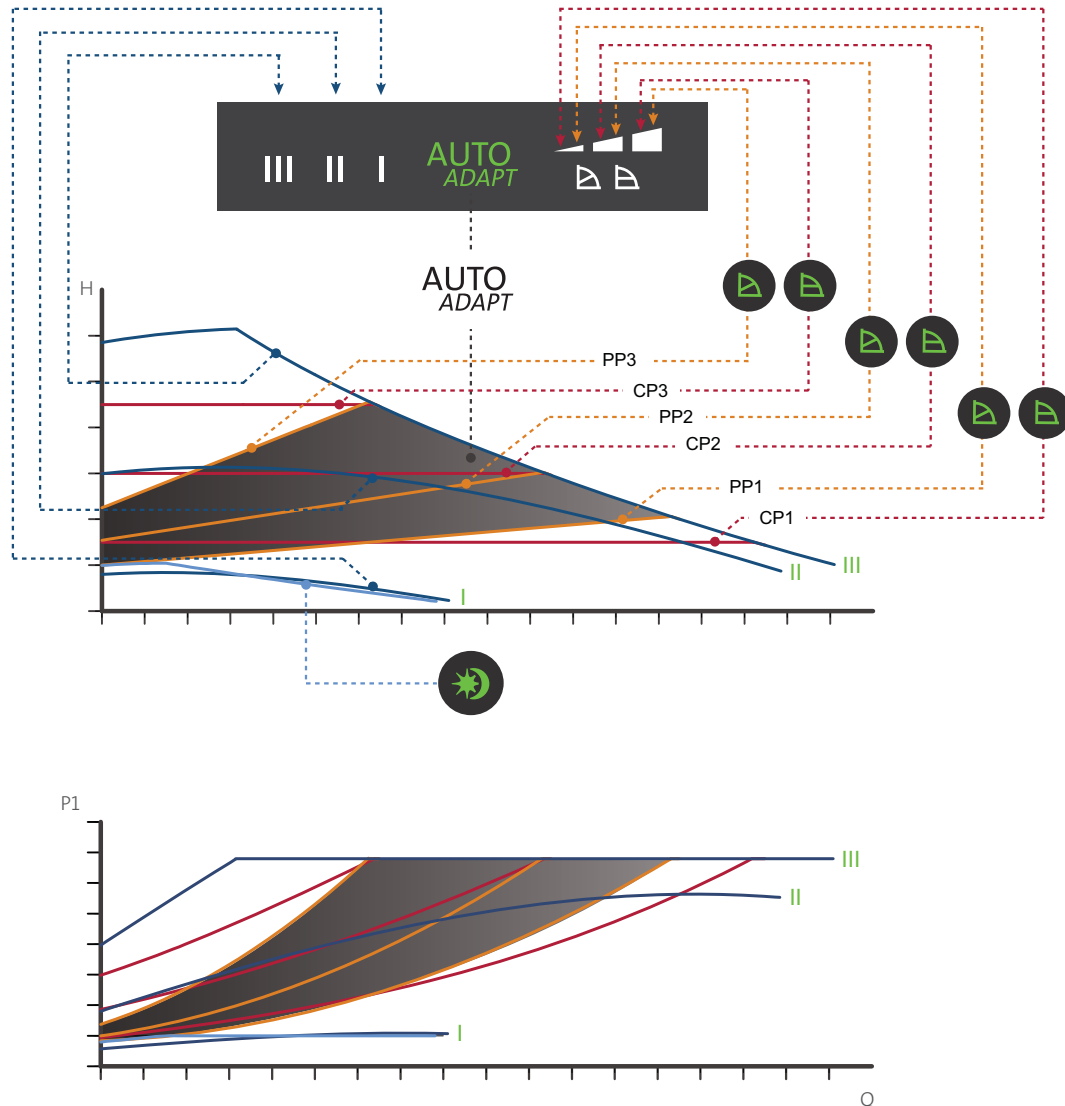 III II I AUTO
ADAPT
AUTO
ADAPT
H
PP3
CP3
PP2
CP2
PP1
CP1
III
II
I
P1
III
II
I
Q